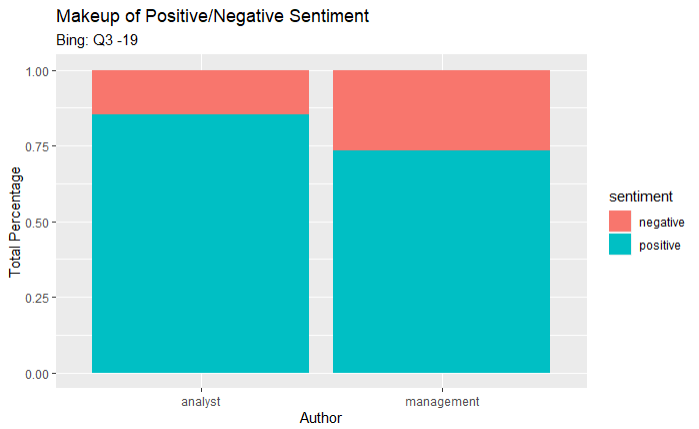 Makeup of Positive/Negative Sentiment
Bing: Q3 -19
1.00
0.75
0.50
0.25
0.00
Total Percentage
analyst
management
Author
sentiment
negative
positive